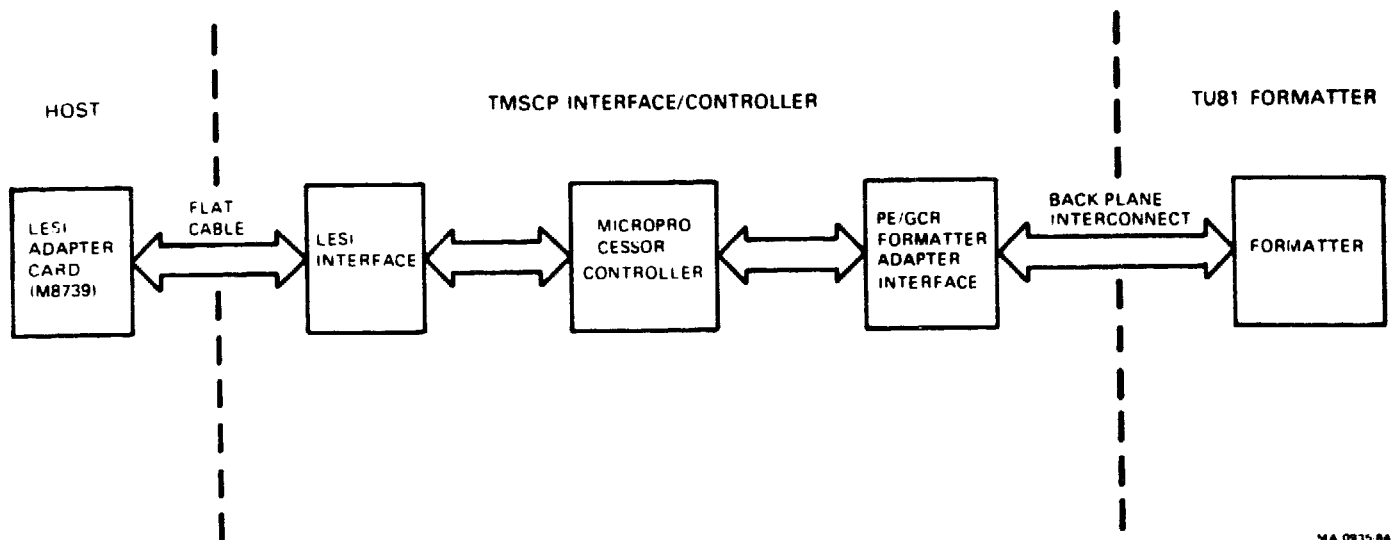 HOST
TMSCP INTERFACE/CONTROLLER
TU81 FORMATTER
LESI
ADAPTER
CARD
(M8739)
FLAT
CABLE
LESI
INTERFACE
MICROPRO
CESSOR
CONTROLLER
PE/GCR
FORMATTER
ADAPTER
INTERFACE
BACK PLANE
INTERCONNECT
FORMATTER